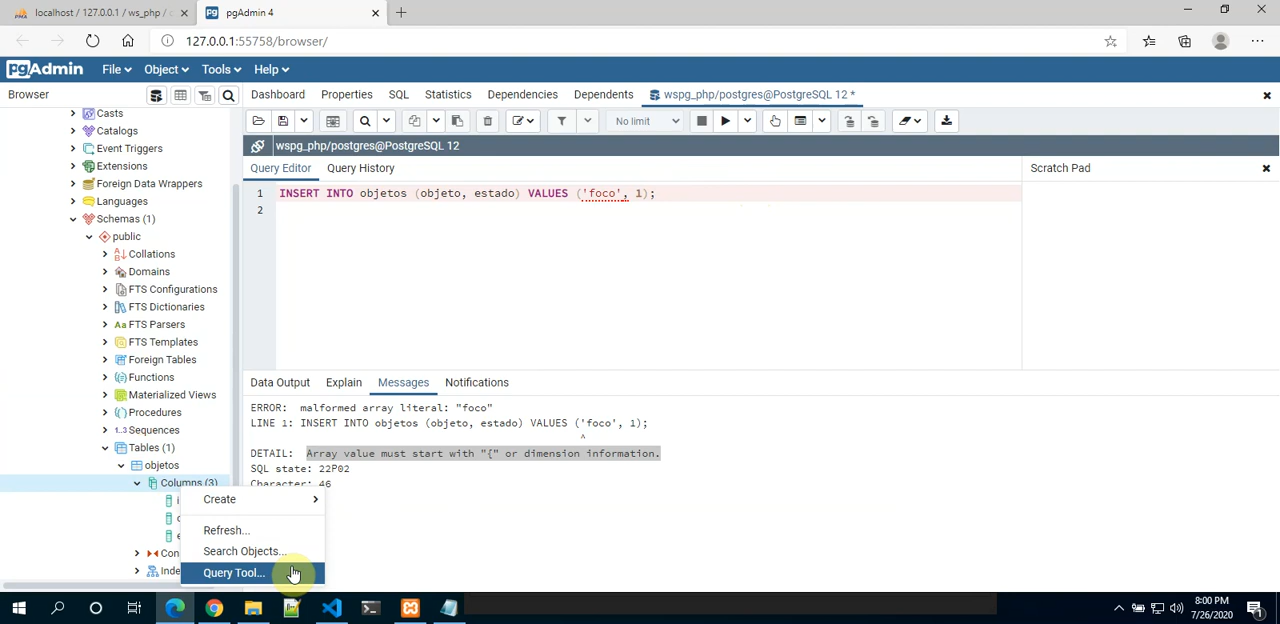 localhost / 127.0.0.1 / ws_php /
pgAdmin 4
127.0.0.1:55758/browser/
pgAdmin File Object Tools Help
Browser
Dashboard Properties SQL Statistics Dependencies Dependents wspg_php/postgres@PostgreSQL 12 *
No limit
wspg_php/postgres@PostgreSQL 12
Query Editor Query History
Scratch Pad
1 INSERT INTO objetos (objeto, estado) VALUES ('foco', 1);
2
Casts
Catalogs
Event Triggers
Extensions
Foreign Data Wrappers
Languages
Schemas (1)
public
Collations
Domains
FTS Configurations
FTS Dictionaries
FTS Parsers
FTS Templates
Foreign Tables
Functions
Materialized Views
Procedures
Sequences
Tables (1)
objetos
Columns (3)
Data Output Explain Messages Notifications
ERROR: malformed array literal: "foco"
LINE 1: INSERT INTO objetos (objeto, estado) VALUES ('foco', 1);
^
DETAIL: Array value must start with "{" or dimension information.
SQL state: 22P02
Character: 46
Create
Refresh...
Search Objects...
Query Tool...
8:00 PM
7/26/2020
1